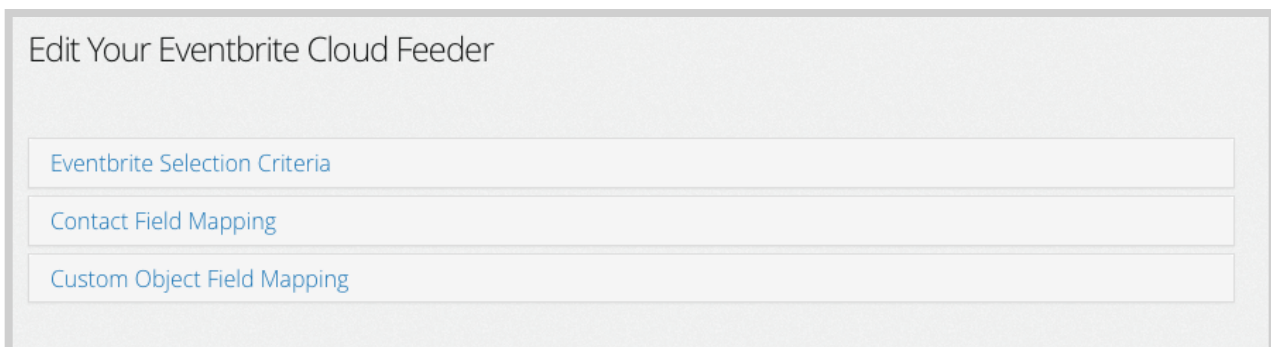 Edit Your Eventbrite Cloud Feeder
Eventbrite Selection Criteria
Contact Field Mapping
Custom Object Field Mapping